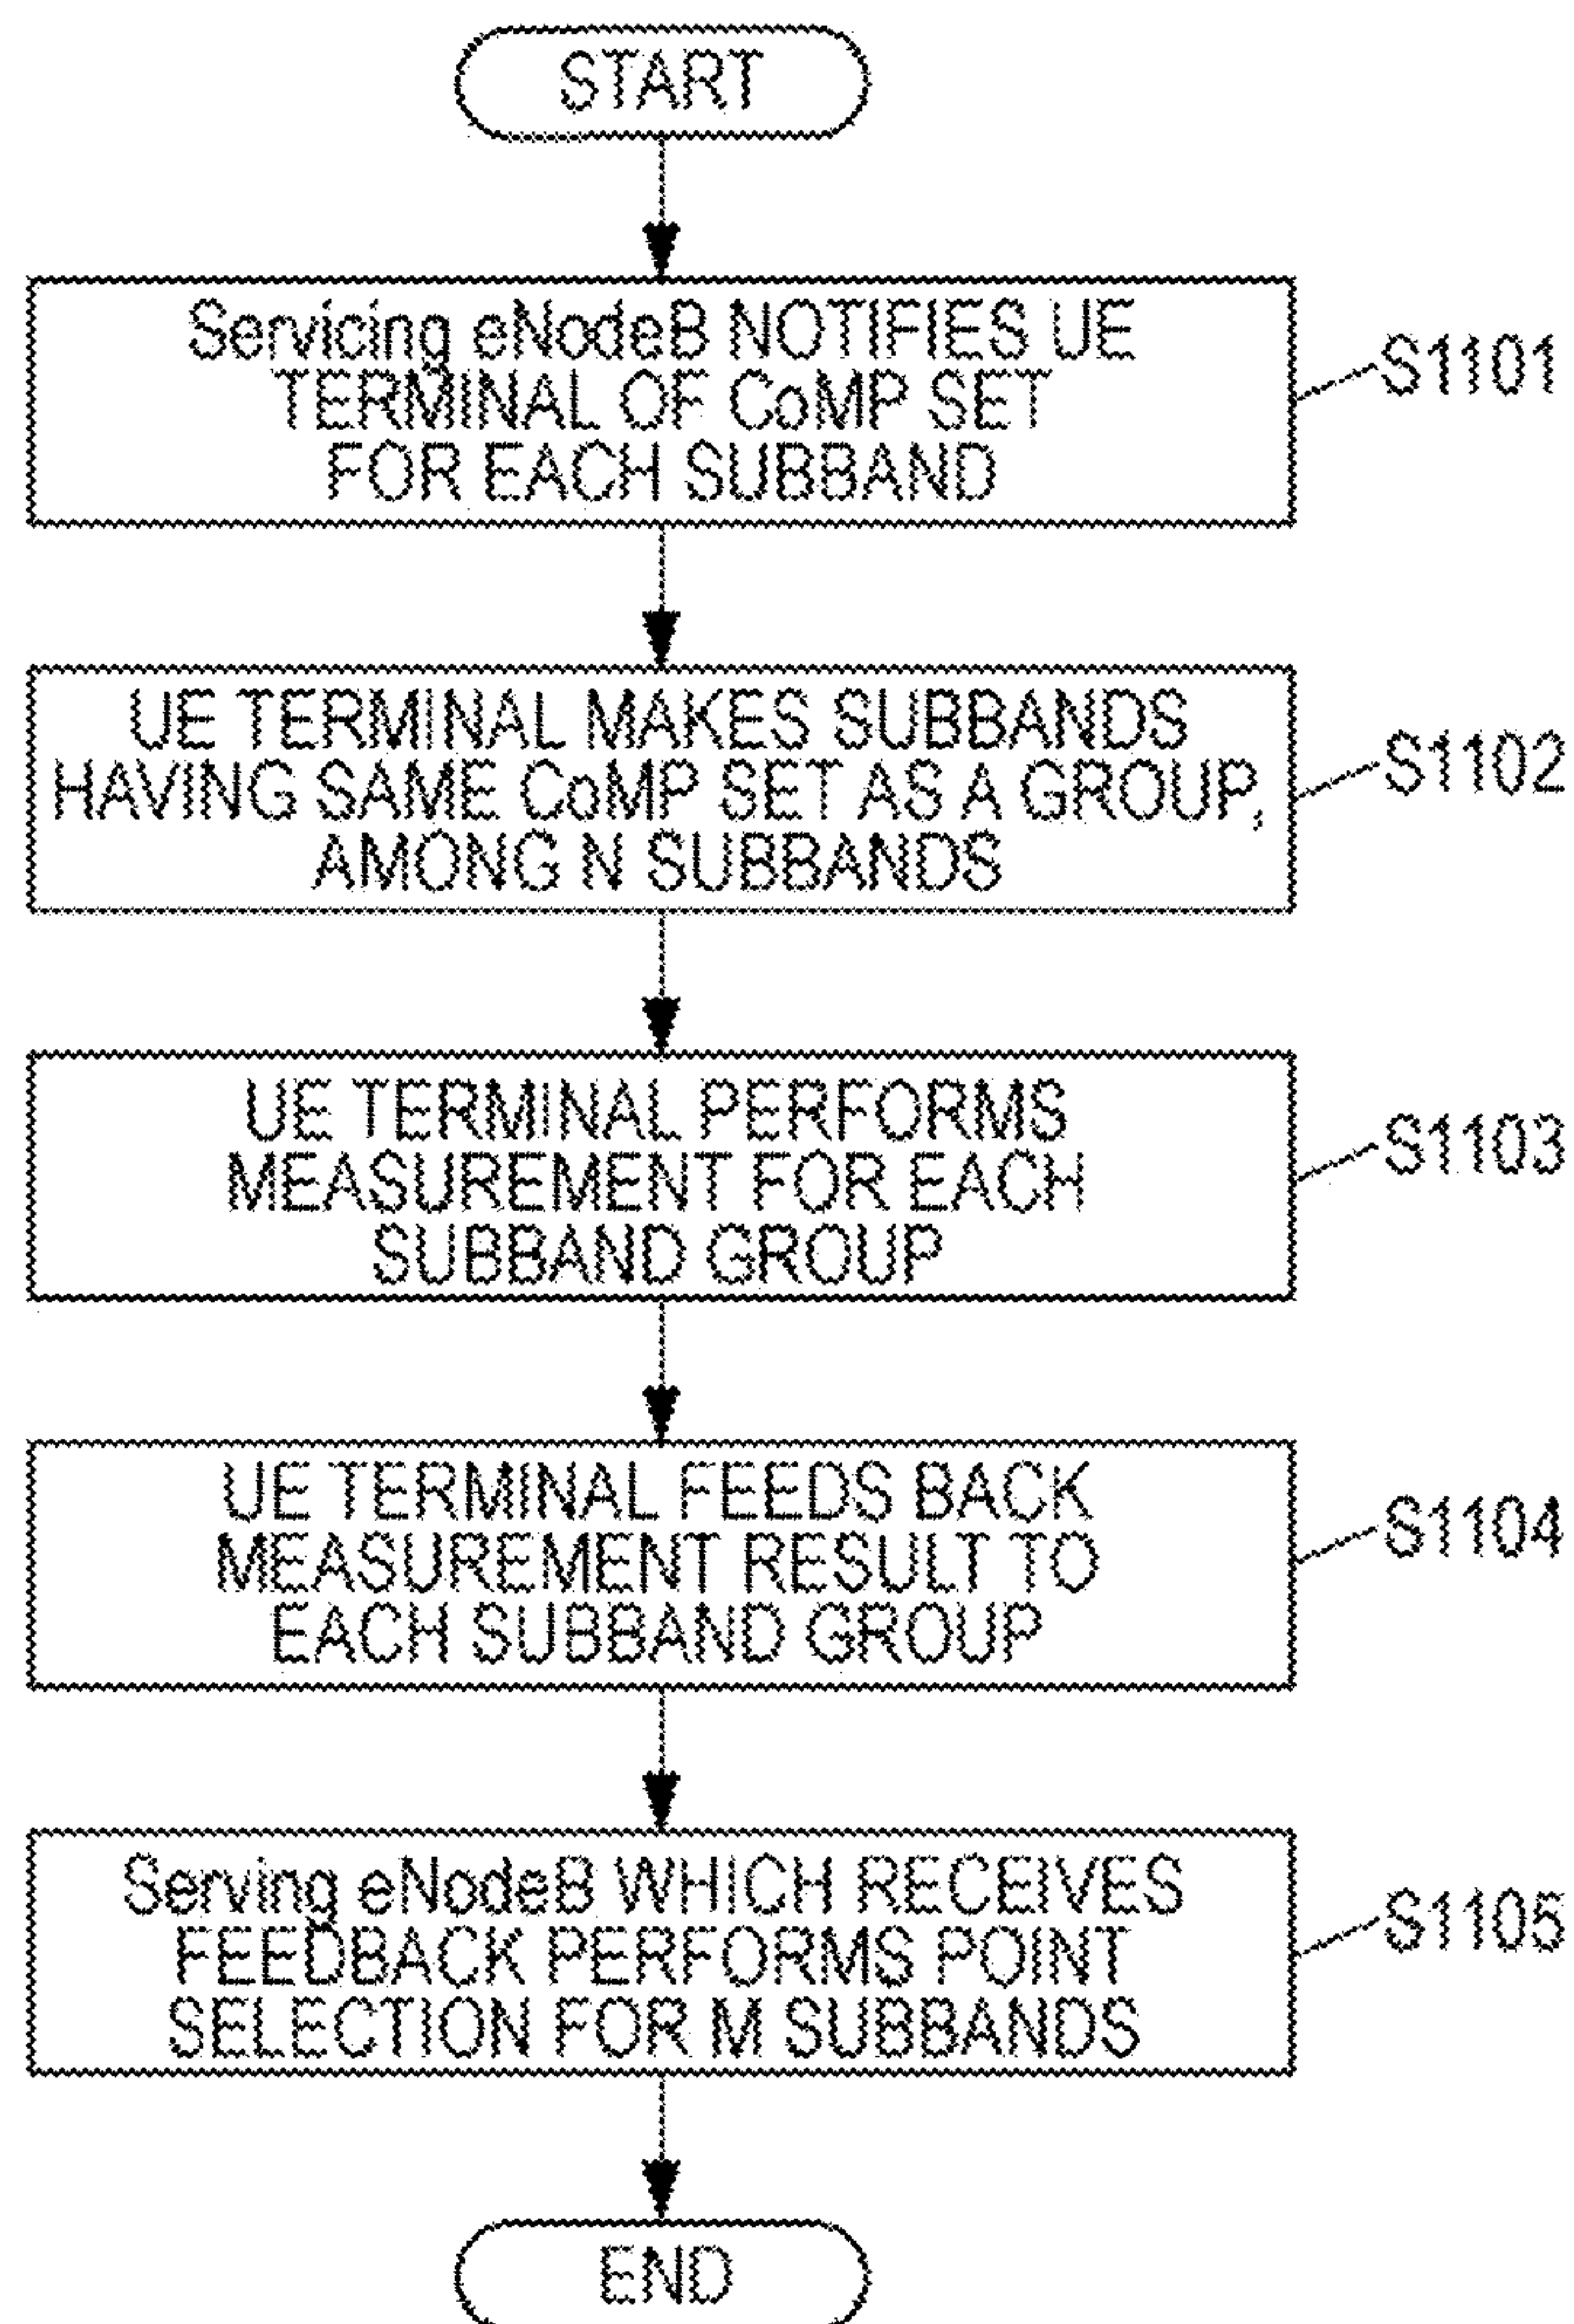 START
Servicing eNodeB NOTIFIES UE
TERMINAL OF CoMP SET
FOR EACH SUBBAND
S1101
UE TERMINAL MAKES SUBBANDS
HAVING SAME CoMP SET AS A GROUP,
AMONG N SUBBANDS
S1102
UE TERMINAL PERFORMS
MEASUREMENT FOR EACH
SUBBAND GROUP
S1103
UE TERMINAL FEEDS BACK
MEASUREMENT RESULT TO
EACH SUBBAND GROUP
S1104
Serving eNodeB WHICH RECEIVES
FEEDBACK PERFORMS POINT
SELECTION FOR M SUBBANDS
S1105
END